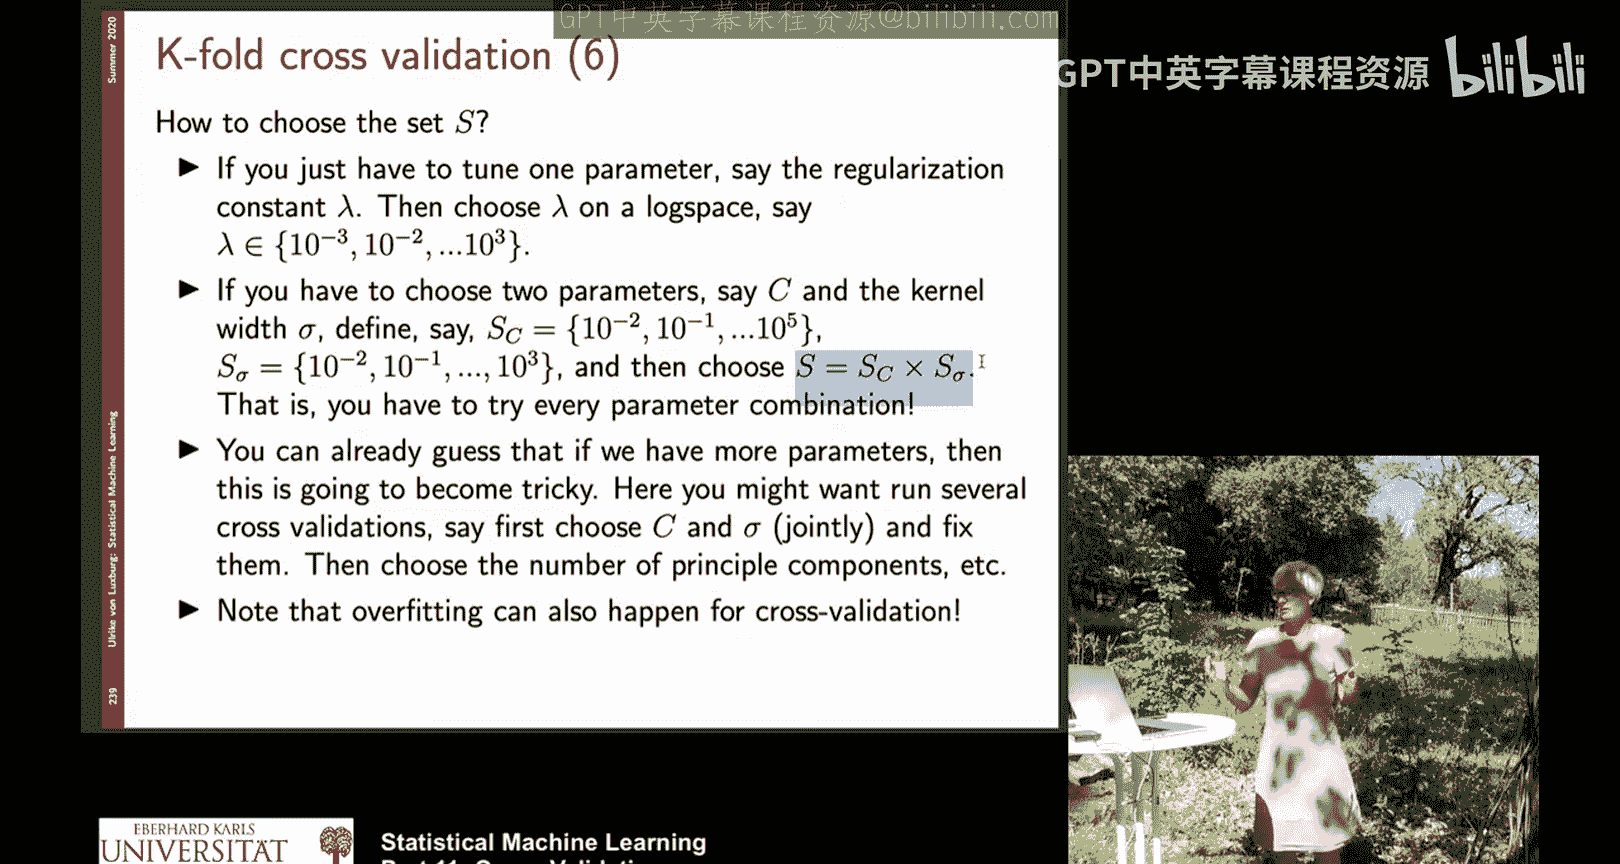 GPT中英字幕课程资源@bilibili.com
GPT中英字幕课程资源 bilibili
Summer 2020
K-fold cross validation (6)
How to choose the set S?
▶ If you just have to tune one parameter, say the regularization
constant λ. Then choose λ on a logspace, say
λ ∈ {10⁻³, 10⁻², ...10³}.
▶ If you have to choose two parameters, say C and the kernel
width σ, define, say, S_C = {10⁻², 10⁻¹, ...10⁵},
S_σ = {10⁻², 10⁻¹, ..., 10³}, and then choose S = S_C × S_σ.
That is, you have to try every parameter combination!
▶ You can already guess that if we have more parameters, then
this is going to become tricky. Here you might want run several
cross validations, say first choose C and σ (jointly) and fix
them. Then choose the number of principle components, etc.
▶ Note that overfitting can also happen for cross-validation!
Ulrike von Luxburg: Statistical Machine Learning
239
EBERHARD KARLS
UNIVERSITÄT
Statistical Machine Learning